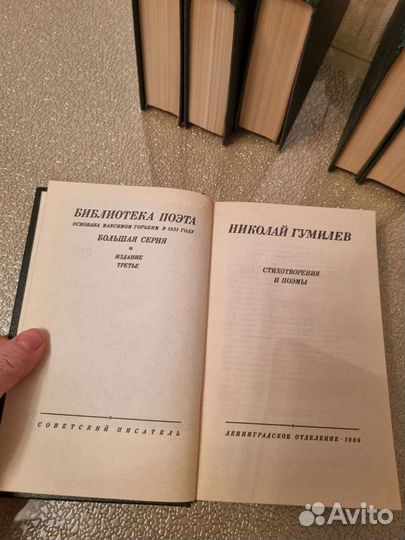 БИБЛИОТЕКА ПОЭТА
ОСНОВАНА МАКСИМОМ ГОРЬКИМ В 1931 ГОДУ
БОЛЬШАЯ СЕРИЯ
ИЗДАНИЕ
ТРЕТЬЕ
СОВЕТСКИЙ ПИСАТЕЛЬ
НИКОЛАЙ ГУМИЛЕВ
СТИХОТВОРЕНИЯ
И ПОЭМЫ
ЛЕНИНГРАДСКОЕ ОТДЕЛЕНИЕ · 1988
Avito